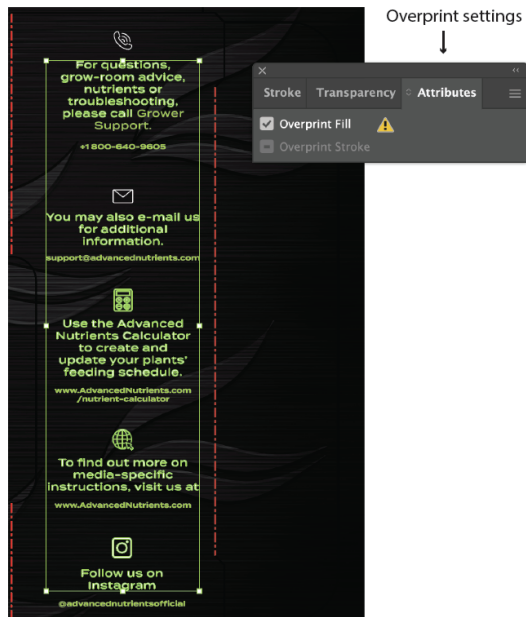 Overprint settings
For questions,
grow-room advice,
nutrients or
troubleshooting,
please call Grower
Support.
+1 800-640-9605
Stroke Transparency Attributes
Overprint Fill
Overprint Stroke
You may also e-mail us
for additional
information.
support@advancednutrients.com
Use the Advanced
Nutrients Calculator
to create and
update your plants'
feeding schedule.
www.AdvancedNutrients.com
/nutrient-calculator
To find out more on
media-specific
instructions, visit us at
www.AdvancedNutrients.com
Follow us on
Instagram
@advancednutrientsofficial